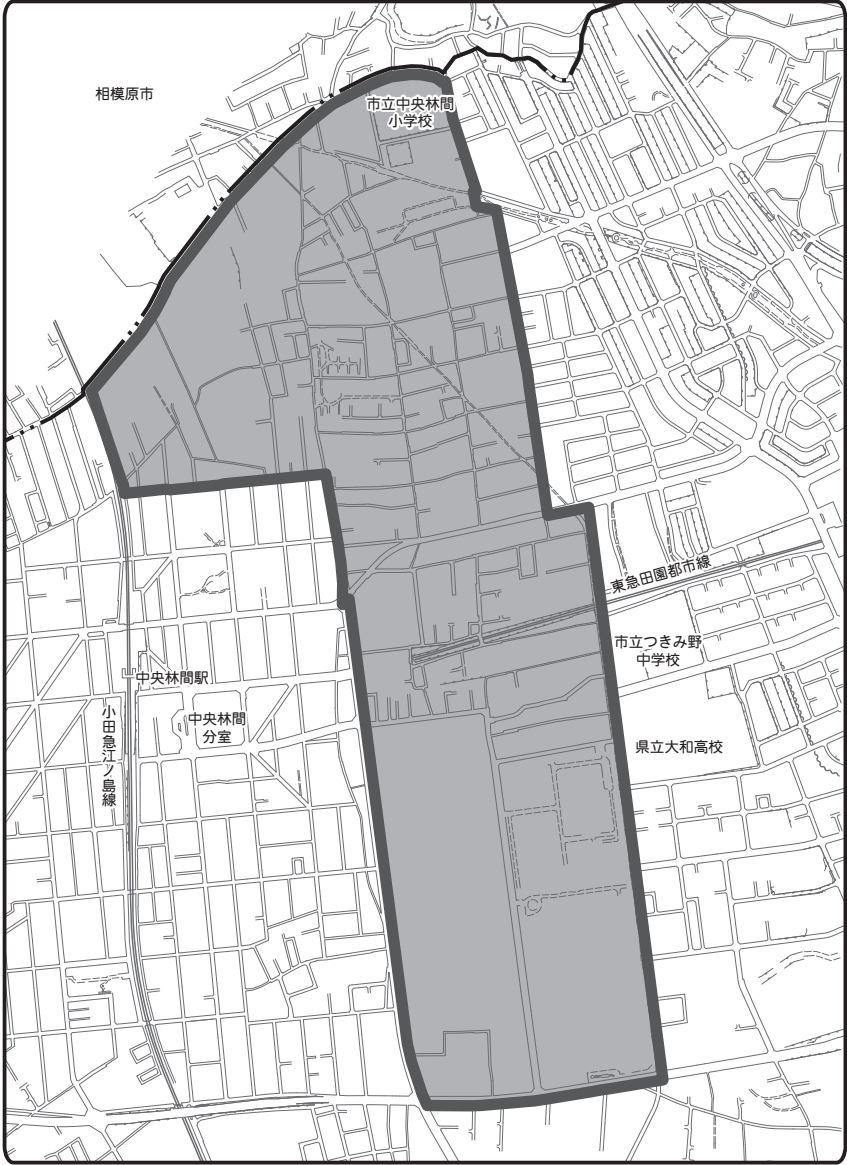 相模原市
市立中央林間
小学校
東急田園都市線
市立つきみ野
中学校
中央林間駅
小田急江ノ島線
中央林間
分室
県立大和高校